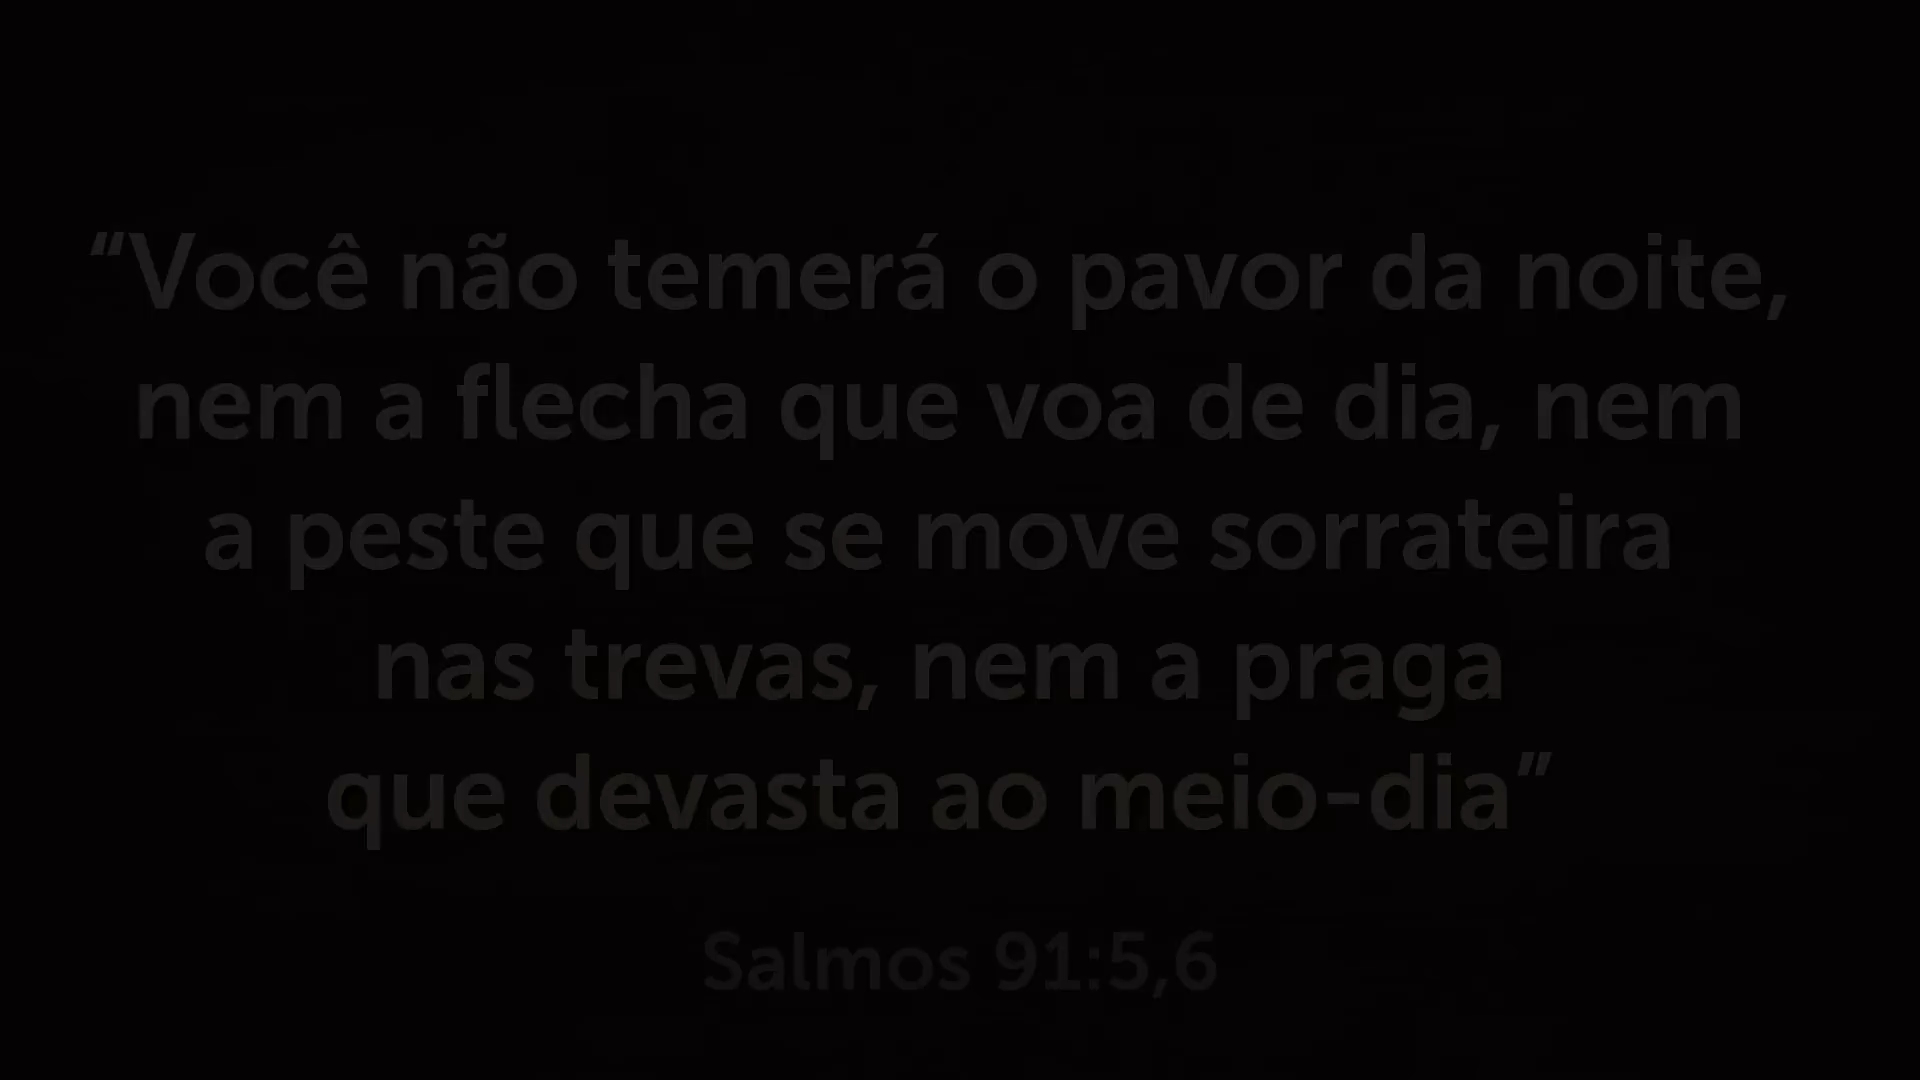 “Você não temerá o pavor da noite,
nem a flecha que voa de dia, nem
a peste que se move sorrateira
nas trevas, nem a praga
que devasta ao meio-dia”
Salmos 91:5,6